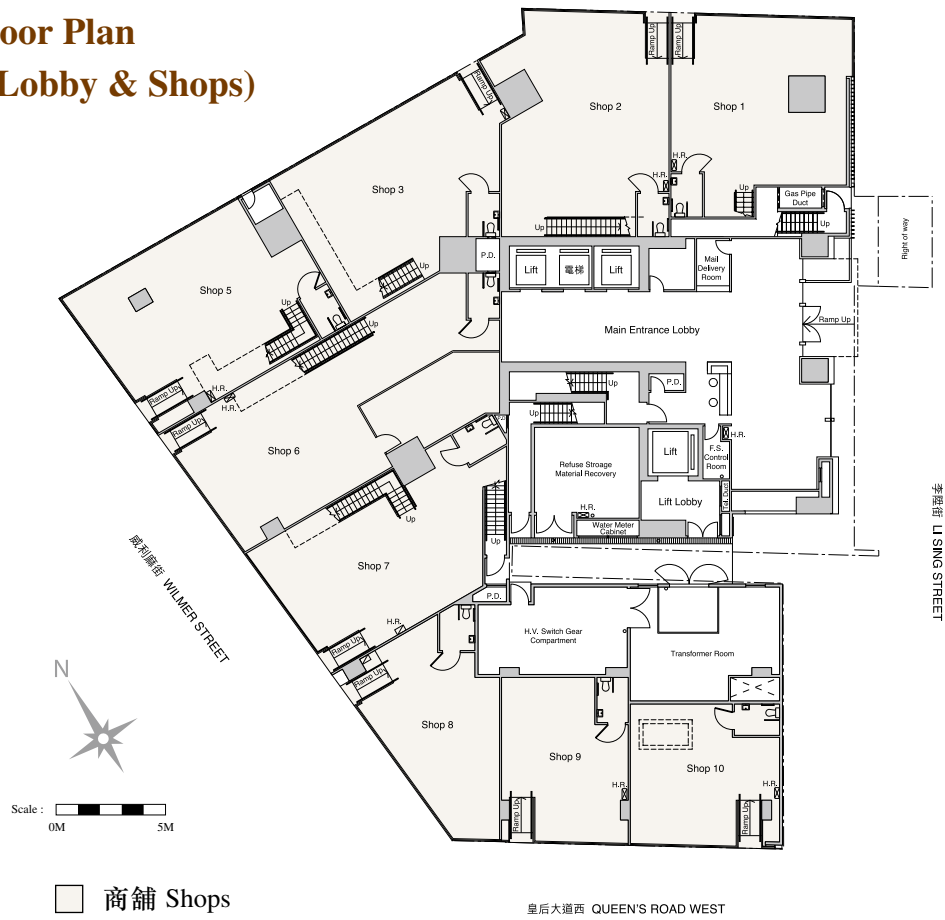 oor Plan
Lobby & Shops)
Ramp Up
Ramp Up
Ramp Up
Shop 2
Shop 1
H.R.
H.R.
Shop 3
Up
Gas Pipe
Duct
Up
Up
Right of way
P.D.
Lift
電梯
Lift
Mail
Delivery
Room
Up
Shop 5
Up
Up
Main Entrance Lobby
Ramp Up
Ramp Up
H.R.
H.R.
Ramp Up
P.D.
Up
Up
Shop 6
Lift
H.R.
F.S.
Control
Room
Refuse Stroage
Material Recovery
Lift Lobby
Tel. Duct
H.R.
Water Meter
Cabinet
Up
Up
李陞街 LI SING STREET
威利麻街 WILMER STREET
Shop 7
P.D.
H.R.
Ramp Up
Ramp Up
H.V. Switch Gear
Compartment
Transformer Room
N
Shop 8
Shop 9
Shop 10
H.R.
H.R.
Ramp Up
Ramp Up
Scale :
0M 5M
商舖 Shops
皇后大道西 QUEEN'S ROAD WEST